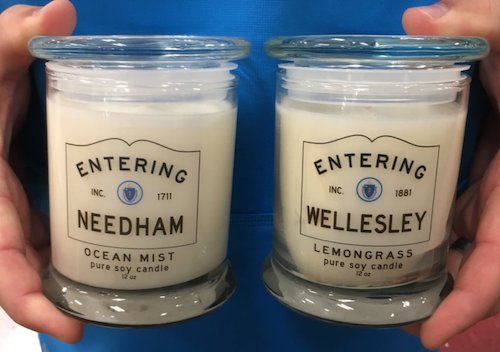 ENTERING
INC. 1711
NEEDHAM
OCEAN MIST
pure soy candle
12 oz
ENTERING
INC. 1881
WELLESLEY
LEMONGRASS
pure soy candle
12 oz